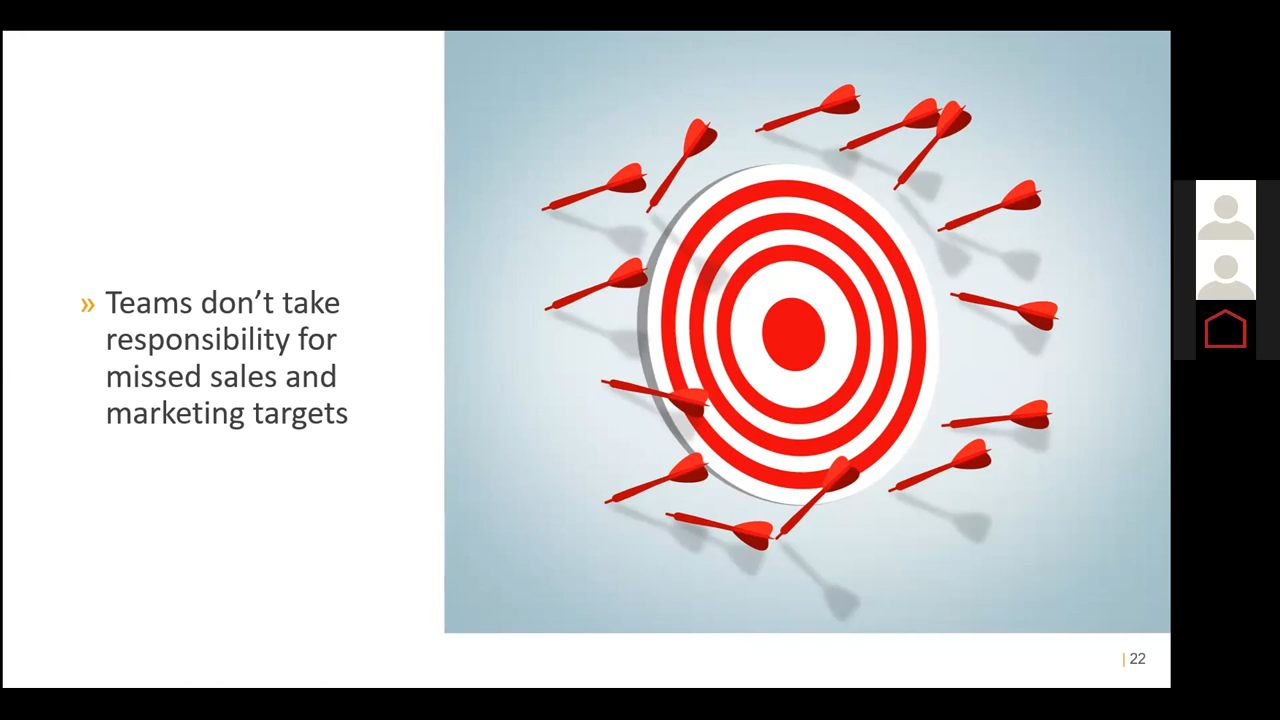 » Teams don’t take
responsibility for
missed sales and
marketing targets
| 22